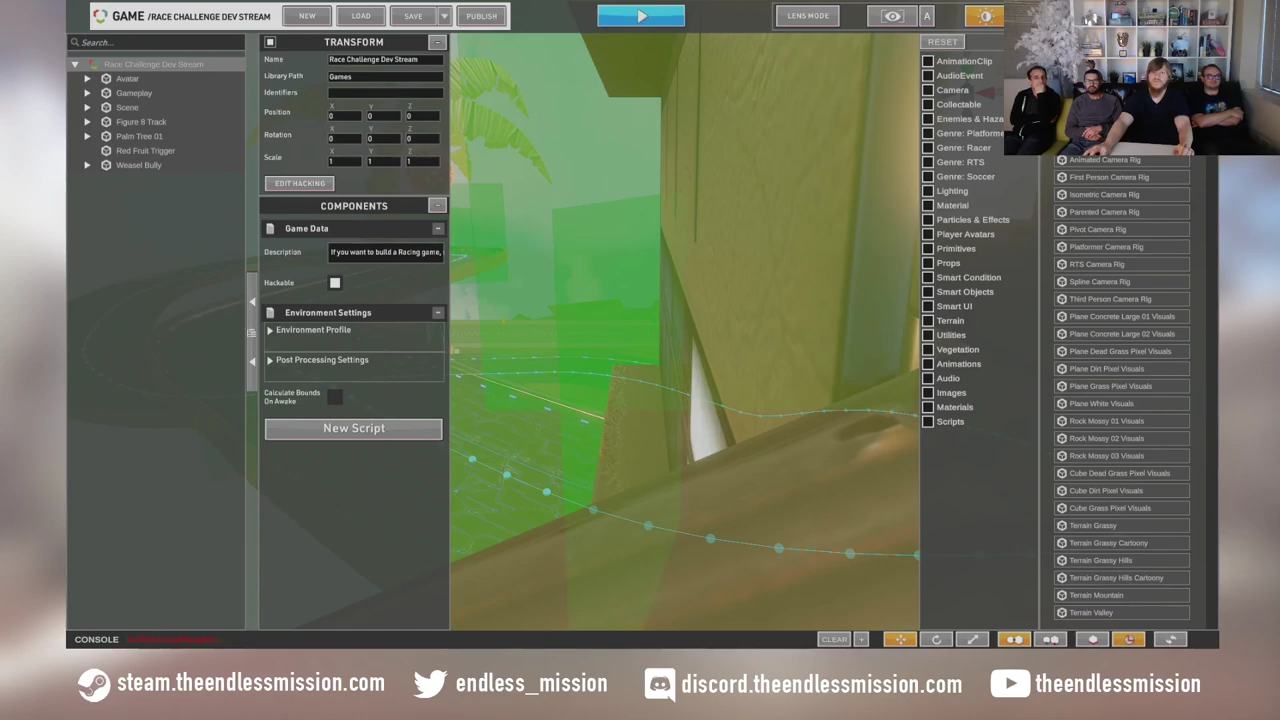 GAME /RACE CHALLENGE DEV STREAM
NEW
LOAD
SAVE
PUBLISH
LENS MODE
A
Search...
Race Challenge Dev Stream
Avatar
Gameplay
Scene
Figure 8 Track
Palm Tree 01
Red Fruit Trigger
Weasel Bully
TRANSFORM
Name Race Challenge Dev Stream
Library Path Games
Identifiers
X Y Z
Position 0 0 0
X Y Z
Rotation 0 0 0
X Y Z
Scale 1 1 1
EDIT HACKING
COMPONENTS
Game Data
Description If you want to build a Racing game,
Hackable
Environment Settings
Environment Profile
Post Processing Settings
Calculate Bounds
On Awake
New Script
RESET
AnimationClip
AudioEvent
Camera
Collectable
Enemies & Haza
Genre: Platforme
Genre: Racer
Genre: RTS
Genre: Soccer
Lighting
Material
Particles & Effects
Player Avatars
Primitives
Props
Smart Condition
Smart Objects
Smart UI
Terrain
Utilities
Vegetation
Animations
Audio
Images
Materials
Scripts
Animated Camera Rig
First Person Camera Rig
Isometric Camera Rig
Parented Camera Rig
Pivot Camera Rig
Platformer Camera Rig
RTS Camera Rig
Spline Camera Rig
Third Person Camera Rig
Plane Concrete Large 01 Visuals
Plane Concrete Large 02 Visuals
Plane Dead Grass Pixel Visuals
Plane Dirt Pixel Visuals
Plane Grass Pixel Visuals
Plane White Visuals
Rock Mossy 01 Visuals
Rock Mossy 02 Visuals
Rock Mossy 03 Visuals
Cube Dead Grass Pixel Visuals
Cube Dirt Pixel Visuals
Cube Grass Pixel Visuals
Terrain Grassy
Terrain Grassy Cartoony
Terrain Grassy Hills
Terrain Grassy Hills Cartoony
Terrain Mountain
Terrain Valley
CONSOLE
CLEAR
+
steam.theendlessmission.com
endless_mission
discord.theendlessmission.com
theendlessmission